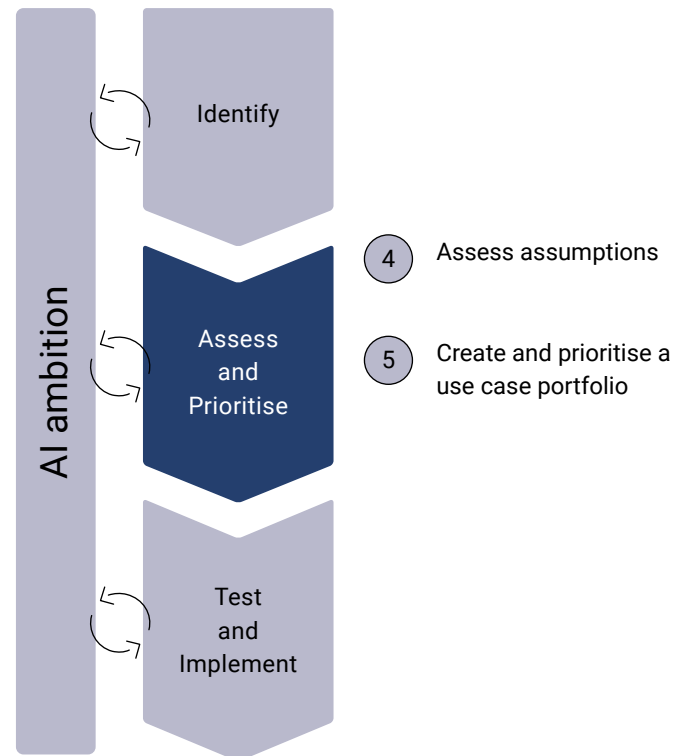 AI ambition
Identify
Assess
and
Prioritise
4
Assess assumptions
5
Create and prioritise a
use case portfolio
Test
and
Implement